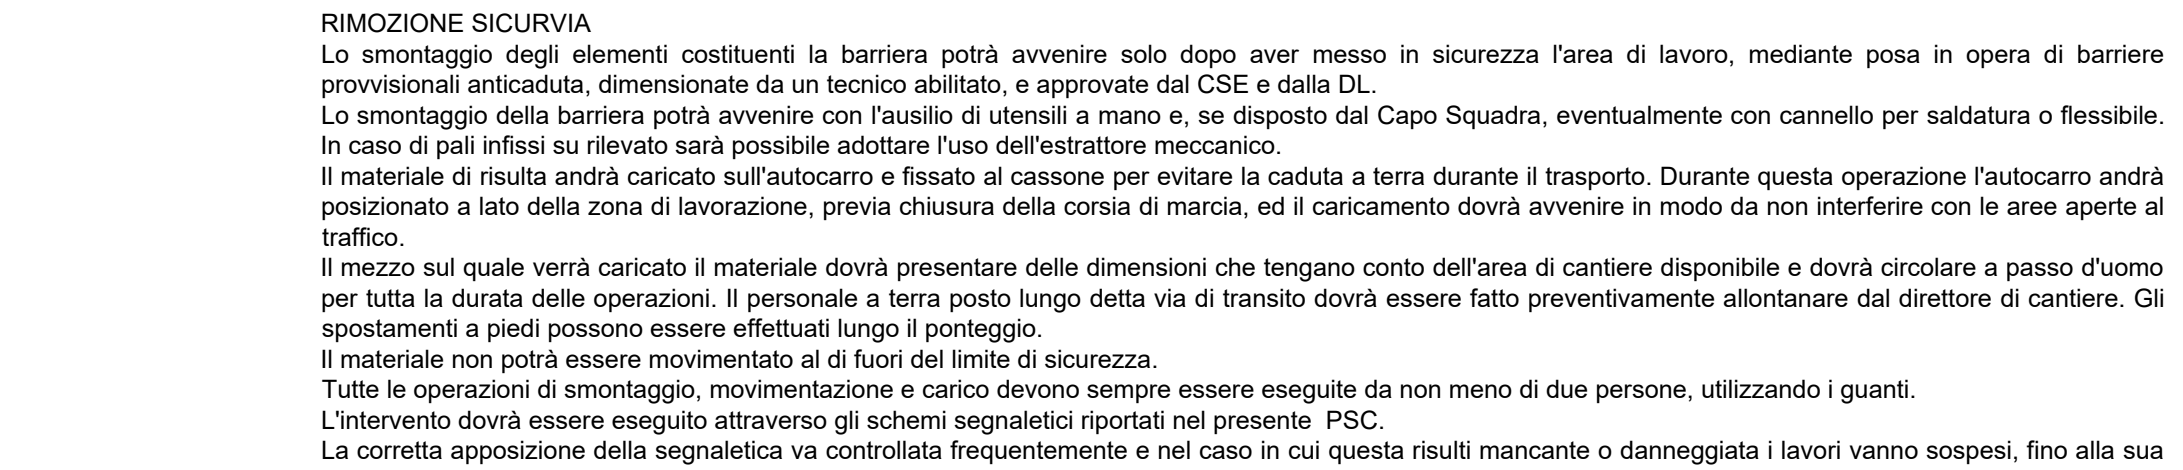 RIMOZIONE SICURVIA
Lo smontaggio degli elementi costituenti la barriera potrà avvenire solo dopo aver messo in sicurezza l'area di lavoro, mediante posa in opera di barriere
provvisionali anticaduta, dimensionate da un tecnico abilitato, e approvate dal CSE e dalla DL.
Lo smontaggio della barriera potrà avvenire con l'ausilio di utensili a mano e, se disposto dal Capo Squadra, eventualmente con cannello per saldatura o flessibile.
In caso di pali infissi su rilevato sarà possibile adottare l'uso dell'estrattore meccanico.
Il materiale di risulta andrà caricato sull'autocarro e fissato al cassone per evitare la caduta a terra durante il trasporto. Durante questa operazione l'autocarro andrà
posizionato a lato della zona di lavorazione, previa chiusura della corsia di marcia, ed il caricamento dovrà avvenire in modo da non interferire con le aree aperte al
traffico.
Il mezzo sul quale verrà caricato il materiale dovrà presentare delle dimensioni che tengano conto dell'area di cantiere disponibile e dovrà circolare a passo d'uomo
per tutta la durata delle operazioni. Il personale a terra posto lungo detta via di transito dovrà essere fatto preventivamente allontanare dal direttore di cantiere. Gli
spostamenti a piedi possono essere effettuati lungo il ponteggio.
Il materiale non potrà essere movimentato al di fuori del limite di sicurezza.
Tutte le operazioni di smontaggio, movimentazione e carico devono sempre essere eseguite da non meno di due persone, utilizzando i guanti.
L'intervento dovrà essere eseguito attraverso gli schemi segnaletici riportati nel presente  PSC.
La corretta apposizione della segnaletica va controllata frequentemente e nel caso in cui questa risulti mancante o danneggiata i lavori vanno sospesi, fino alla sua